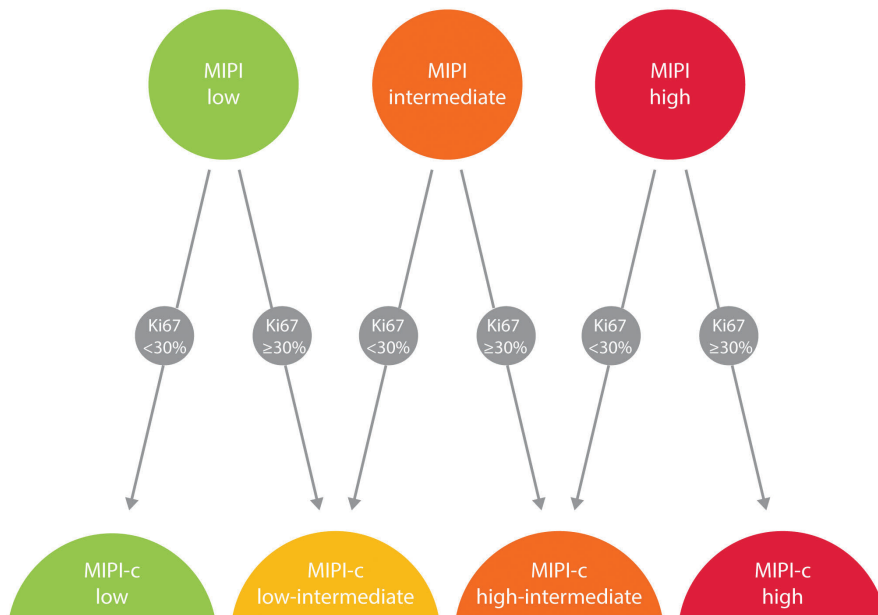 MIPI
low
MIPI
intermediate
MIPI
high
Ki67
<30%
Ki67
≥30%
Ki67
<30%
Ki67
≥30%
Ki67
<30%
Ki67
≥30%
MIPI-c
low
MIPI-c
low-intermediate
MIPI-c
high-intermediate
MIPI-c
high